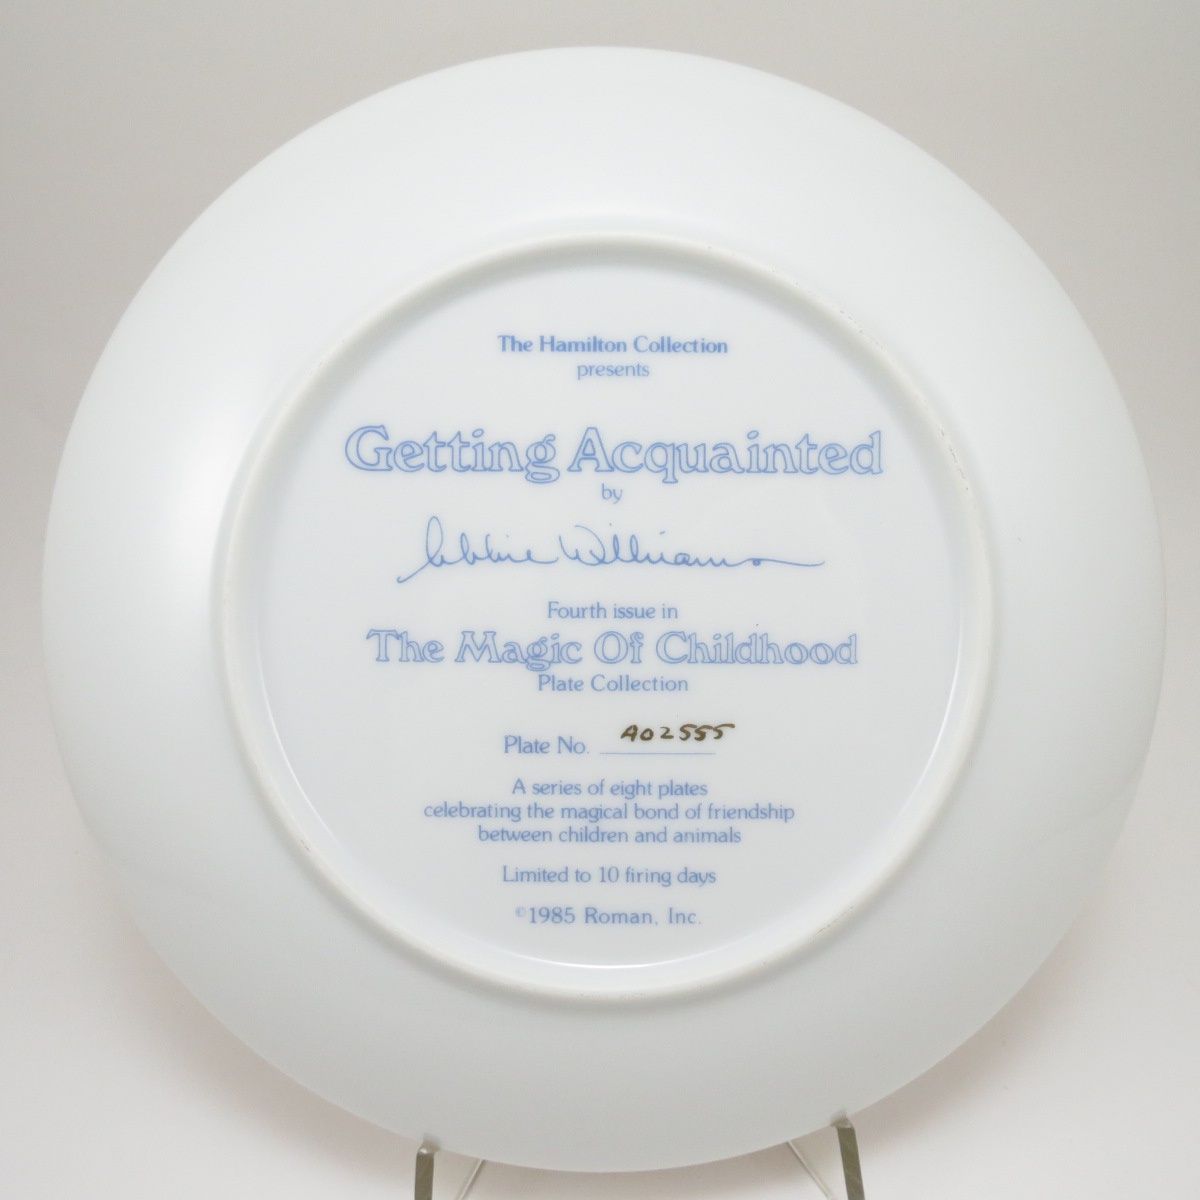 The Hamilton Collection
presents
Getting Acquainted
by
Abbie Williams
Fourth issue in
The Magic Of Childhood
Plate Collection
Plate No. A02555
A series of eight plates
celebrating the magical bond of friendship
between children and animals
Limited to 10 firing days
©1985 Roman, Inc.